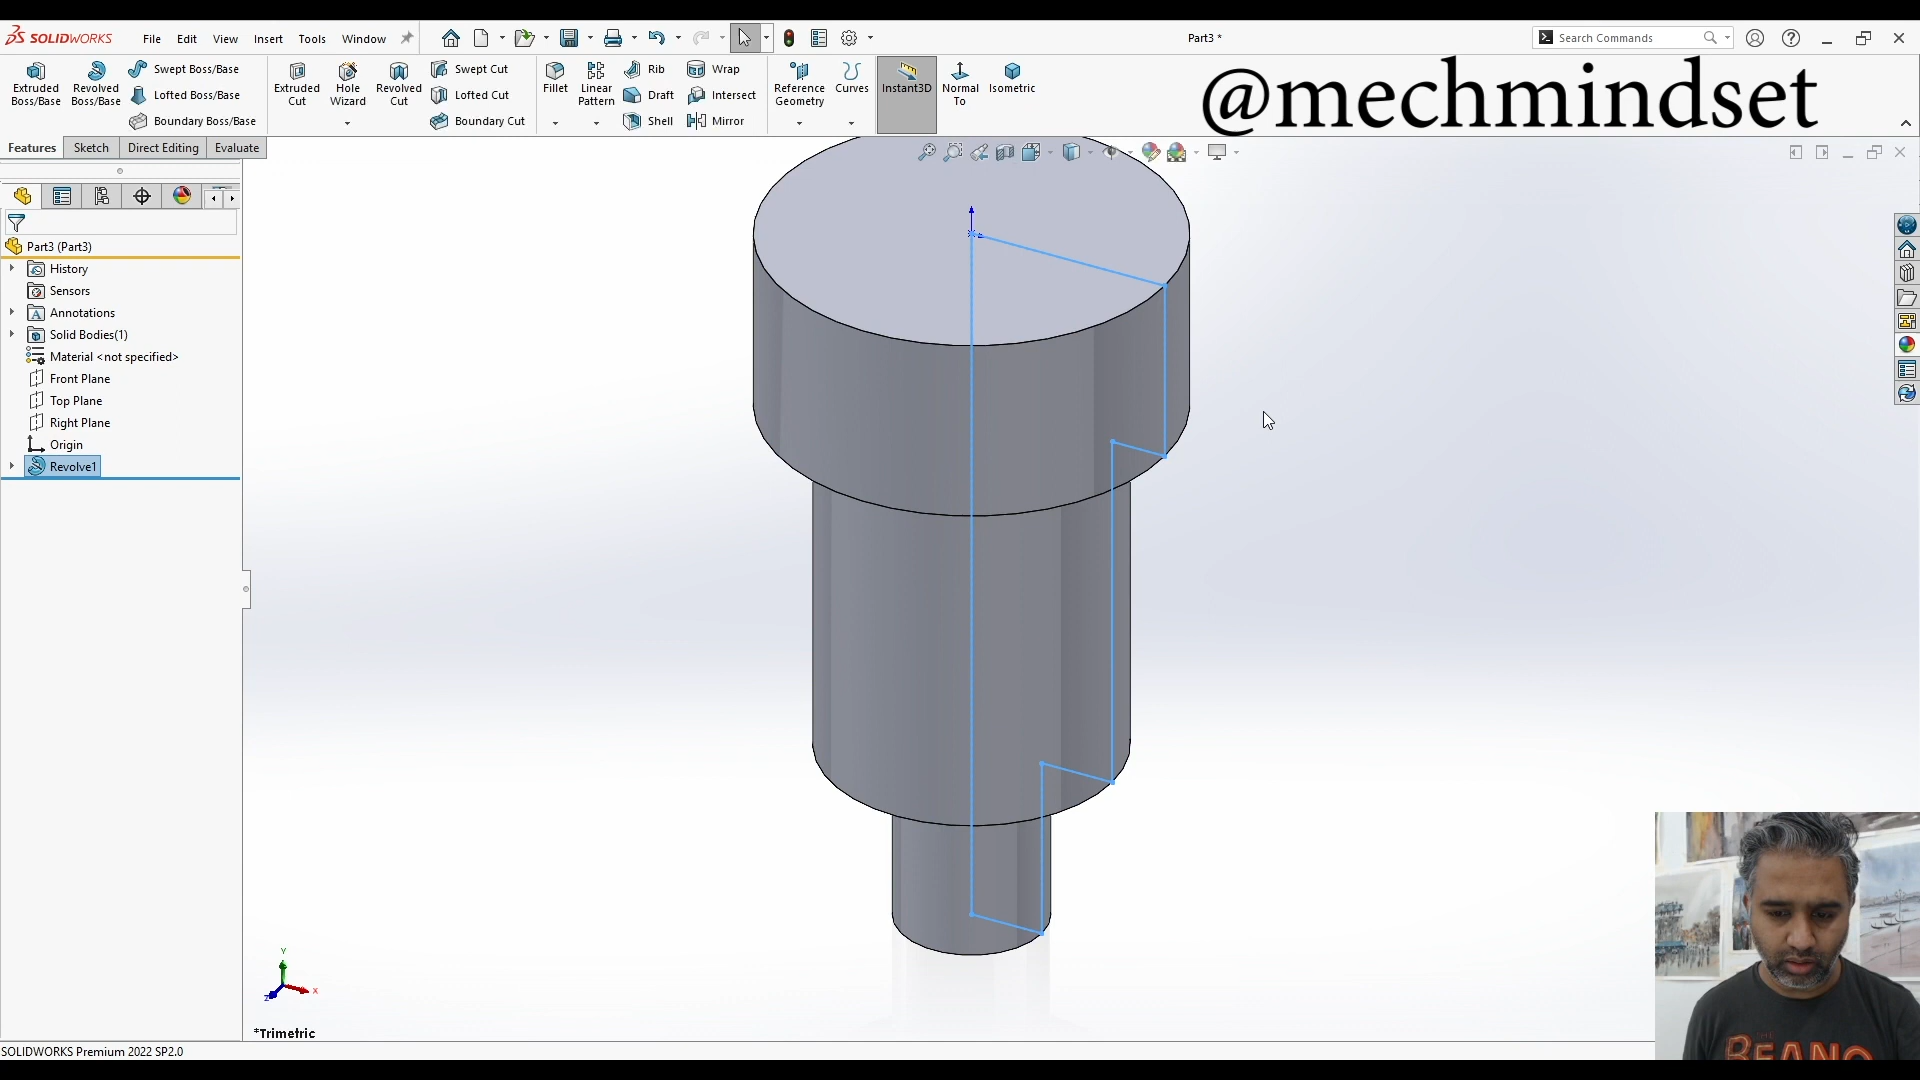 SOLIDWORKS File Edit View Insert Tools Window Part3 * Search Commands
@mechmindset
Extruded Boss/Base
Revolved Boss/Base
Swept Boss/Base
Lofted Boss/Base
Boundary Boss/Base
Extruded Cut
Hole Wizard
Revolved Cut
Swept Cut
Lofted Cut
Boundary Cut
Fillet
Linear Pattern
Rib
Draft
Shell
Wrap
Intersect
Mirror
Reference Geometry
Curves
Instant3D
Normal To
Isometric
Features Sketch Direct Editing Evaluate
Part3 (Part3)
History
Sensors
A Annotations
Solid Bodies(1)
Material <not specified>
Front Plane
Top Plane
Right Plane
Origin
Revolve1
Y
X
Z
*Trimetric
SOLIDWORKS Premium 2022 SP2.0
THE
BEANO